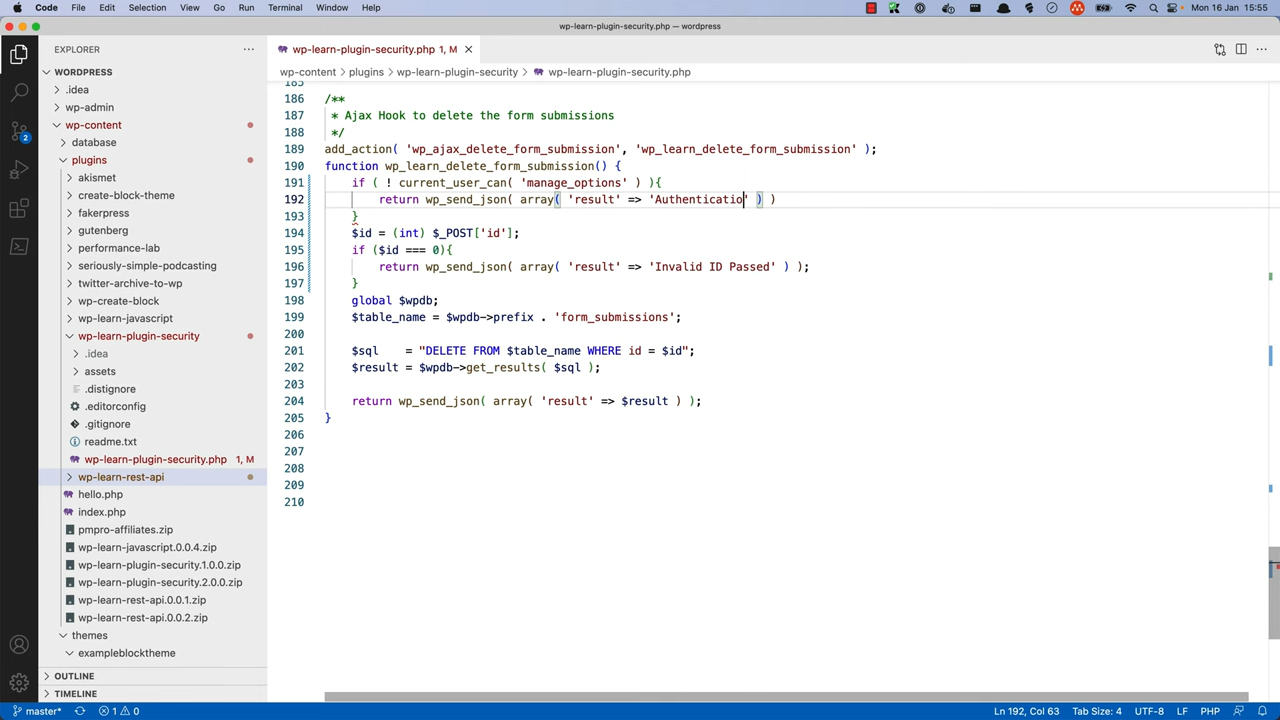 Code File Edit Selection View Go Run Terminal Window Help Mon 16 Jan 15:55
wp-learn-plugin-security.php — wordpress
EXPLORER
WORDPRESS
.idea
wp-admin
wp-content
database
plugins
akismet
create-block-theme
fakerpress
gutenberg
performance-lab
seriously-simple-podcasting
twitter-archive-to-wp
wp-create-block
wp-learn-javascript
wp-learn-plugin-security
.idea
assets
.distignore
.editorconfig
.gitignore
readme.txt
wp-learn-plugin-security.php 1, M
wp-learn-rest-api
hello.php
index.php
pmpro-affiliates.zip
wp-learn-javascript.0.0.4.zip
wp-learn-plugin-security.1.0.0.zip
wp-learn-plugin-security.2.0.0.zip
wp-learn-rest-api.0.0.1.zip
wp-learn-rest-api.0.0.2.zip
themes
exampleblocktheme
OUTLINE
TIMELINE
2
wp-learn-plugin-security.php 1, M
wp-content > plugins > wp-learn-plugin-security > wp-learn-plugin-security.php
185
186 /**
187 * Ajax Hook to delete the form submissions
188 */
189 add_action( 'wp_ajax_delete_form_submission', 'wp_learn_delete_form_submission' );
190 function wp_learn_delete_form_submission() {
191 if ( ! current_user_can( 'manage_options' ) ){
192 return wp_send_json( array( 'result' => 'Authenticatio' ) )
193 }
194 $id = (int) $_POST['id'];
195 if ($id === 0){
196 return wp_send_json( array( 'result' => 'Invalid ID Passed' ) );
197 }
198 global $wpdb;
199 $table_name = $wpdb->prefix . 'form_submissions';
200
201 $sql = "DELETE FROM $table_name WHERE id = $id";
202 $result = $wpdb->get_results( $sql );
203
204 return wp_send_json( array( 'result' => $result ) );
205 }
206
207
208
209
210
master* 1 0 Ln 192, Col 63 Tab Size: 4 UTF-8 LF PHP